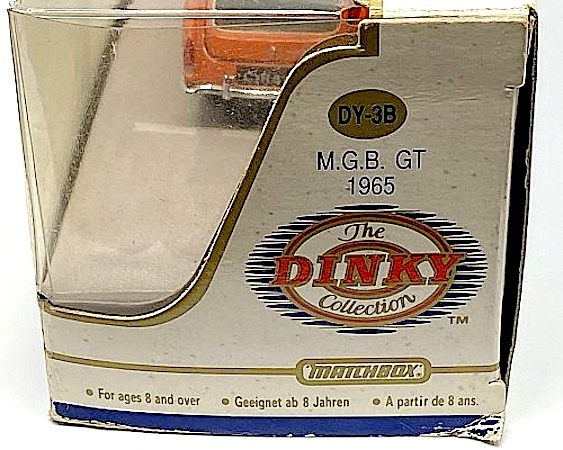 DY-3B
M.G.B. GT
1965
The
DINKY
Collection
TM
MATCHBOX
• For ages 8 and over • Geeignet ab 8 Jahren • A partir de 8 ans.